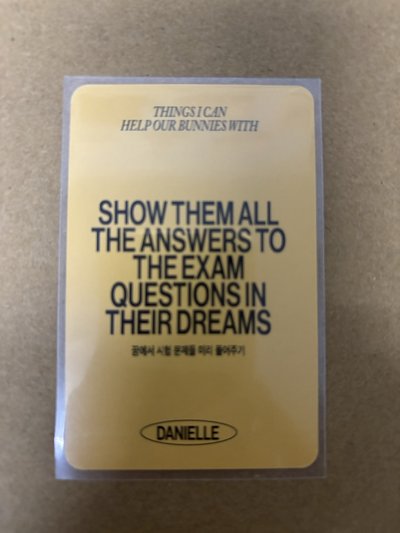 THINGS I CAN
HELP OUR BUNNIES WITH
SHOW THEM ALL
THE ANSWERS TO
THE EXAM
QUESTIONS IN
THEIR DREAMS
꿈에서 시험 문제들 미리 풀어주기
DANIELLE